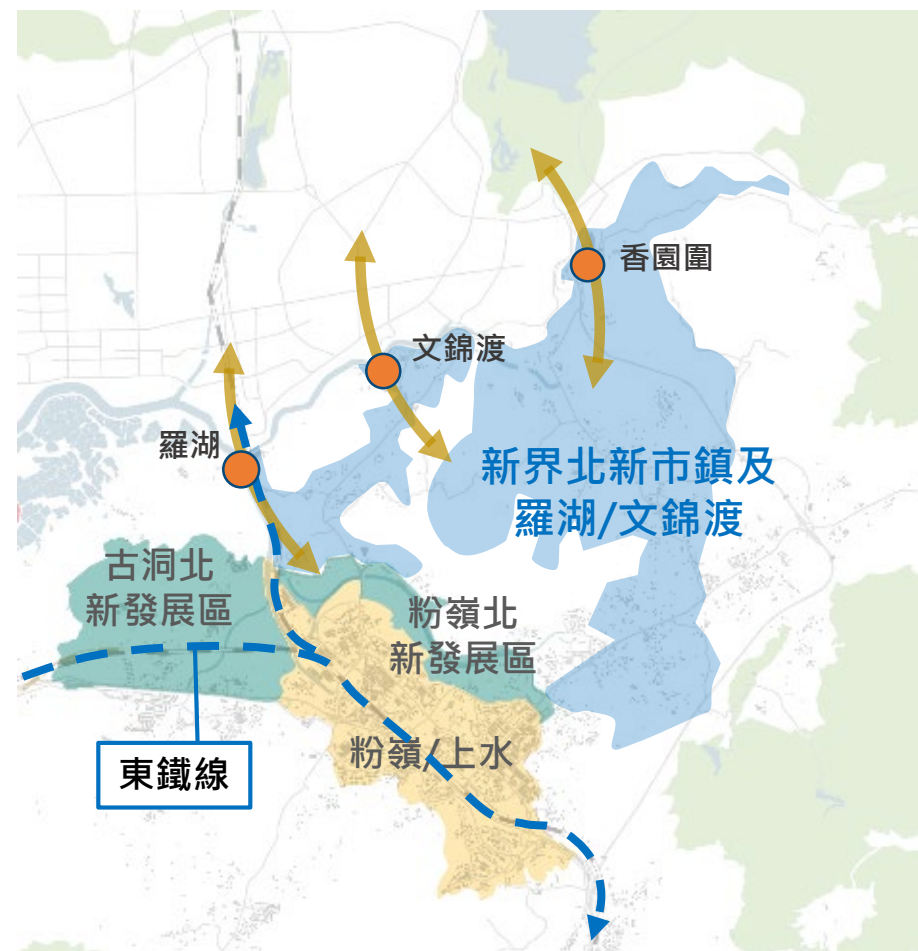 香園圍
文錦渡
羅湖
新界北新市鎮及
羅湖/文錦渡
古洞北
新發展區
粉嶺北
新發展區
粉嶺/上水
東鐵線